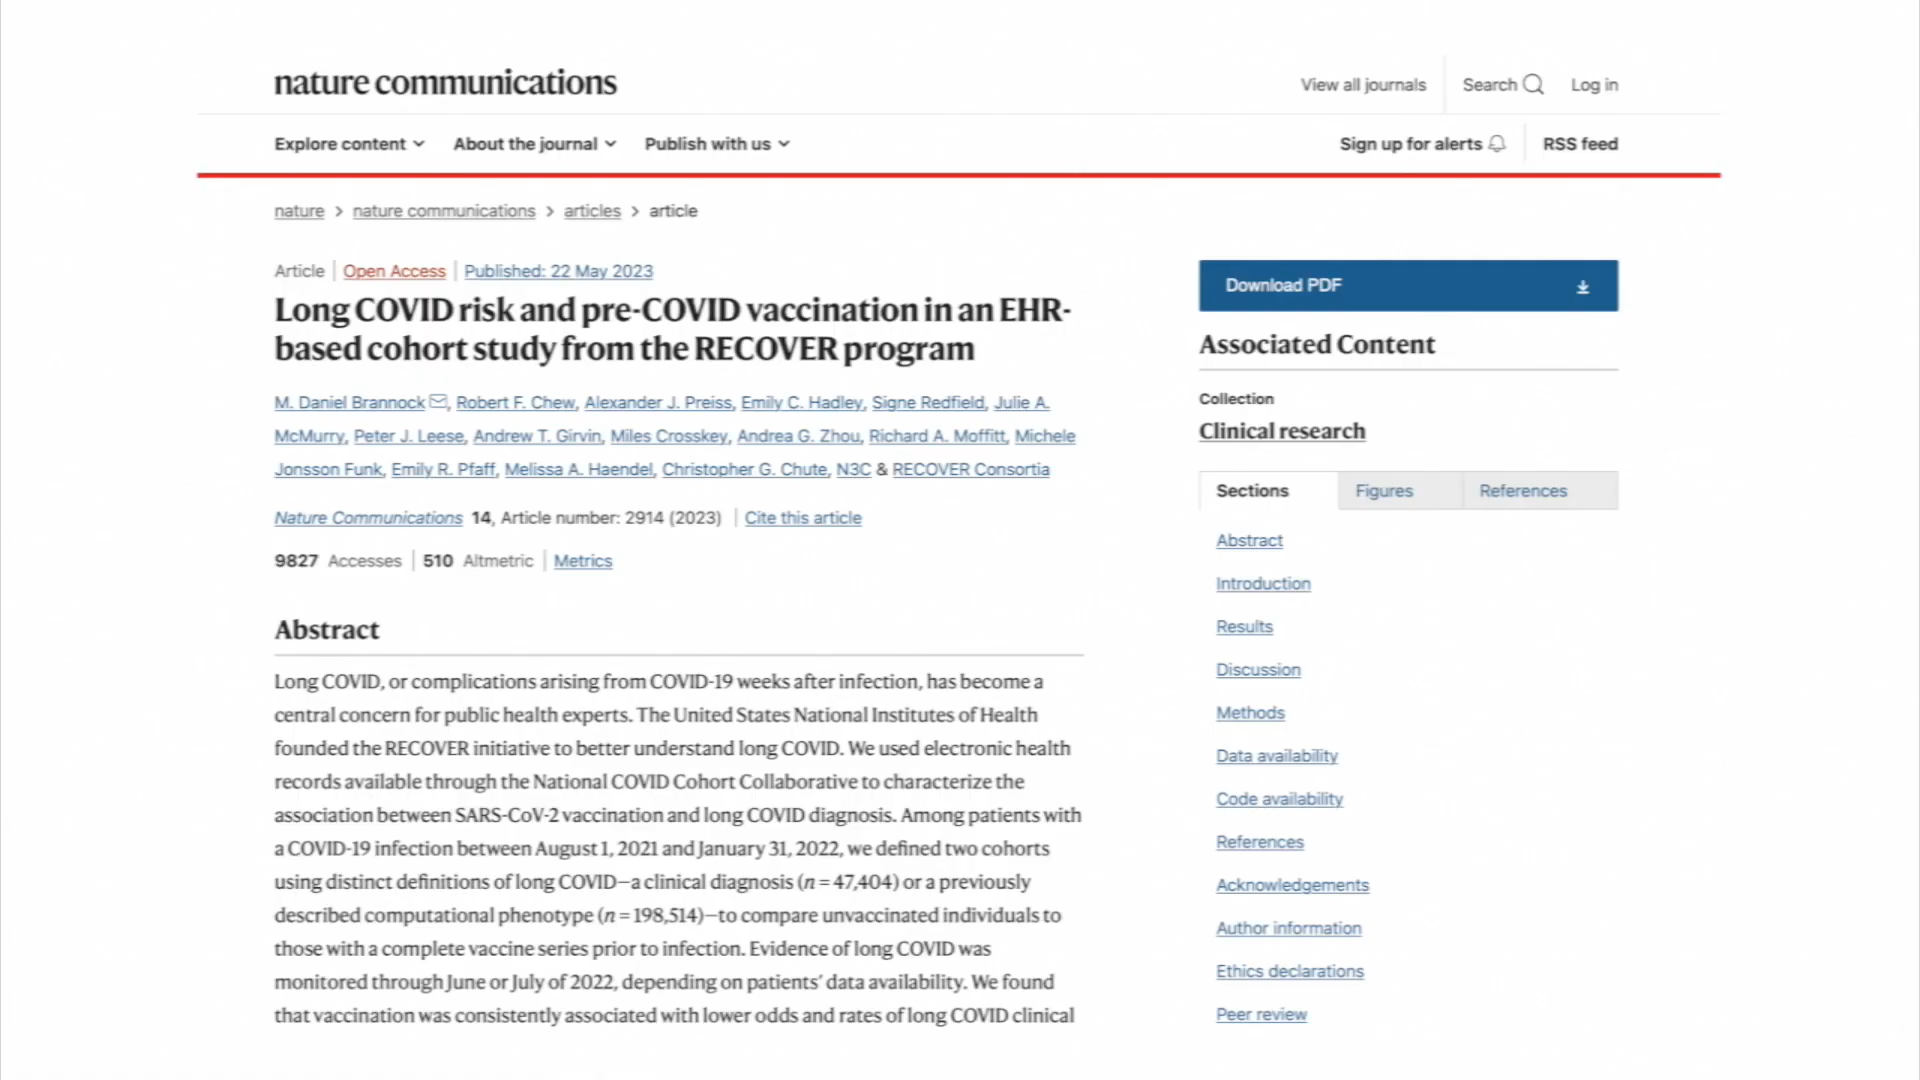 nature communications
View all journals Search Log in
Explore content About the journal Publish with us
Sign up for alerts RSS feed
nature > nature communications > articles > article
Article Open Access Published: 22 May 2023
Long COVID risk and pre-COVID vaccination in an EHR-
based cohort study from the RECOVER program
M. Daniel Brannock, Robert F. Chew, Alexander J. Preiss, Emily C. Hadley, Signe Redfield, Julie A.
McMurry, Peter J. Leese, Andrew T. Girvin, Miles Crosskey, Andrea G. Zhou, Richard A. Moffitt, Michele
Jonsson Funk, Emily R. Pfaff, Melissa A. Haendel, Christopher G. Chute, N3C & RECOVER Consortia
Nature Communications 14, Article number: 2914 (2023) Cite this article
9827 Accesses 510 Altmetric Metrics
Abstract
Long COVID, or complications arising from COVID-19 weeks after infection, has become a
central concern for public health experts. The United States National Institutes of Health
founded the RECOVER initiative to better understand long COVID. We used electronic health
records available through the National COVID Cohort Collaborative to characterize the
association between SARS-CoV-2 vaccination and long COVID diagnosis. Among patients with
a COVID-19 infection between August 1, 2021 and January 31, 2022, we defined two cohorts
using distinct definitions of long COVID—a clinical diagnosis (n = 47,404) or a previously
described computational phenotype (n = 198,514)—to compare unvaccinated individuals to
those with a complete vaccine series prior to infection. Evidence of long COVID was
monitored through June or July of 2022, depending on patients' data availability. We found
that vaccination was consistently associated with lower odds and rates of long COVID clinical
Download PDF
Associated Content
Collection
Clinical research
Sections Figures References
Abstract
Introduction
Results
Discussion
Methods
Data availability
Code availability
References
Acknowledgements
Author information
Ethics declarations
Peer review